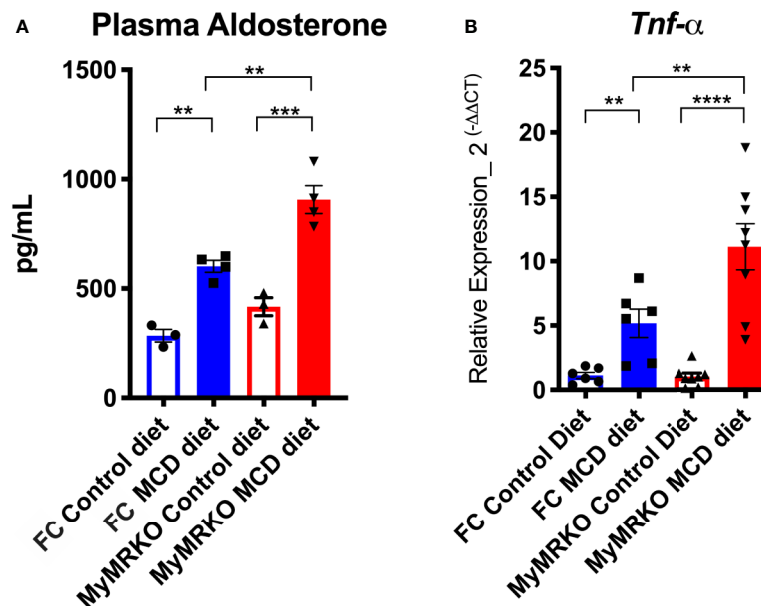 A
Plasma Aldosterone
pg/mL
1500
1000
500
0
**
**
***
FC Control diet
FC MCD diet
MyMRKO Control diet
MyMRKO MCD diet
B
Tnf-α
Relative Expression_ 2 (-ΔΔCT)
25
20
15
10
5
0
**
**
****
FC Control Diet
FC MCD diet
MyMRKO Control Diet
MyMRKO MCD diet